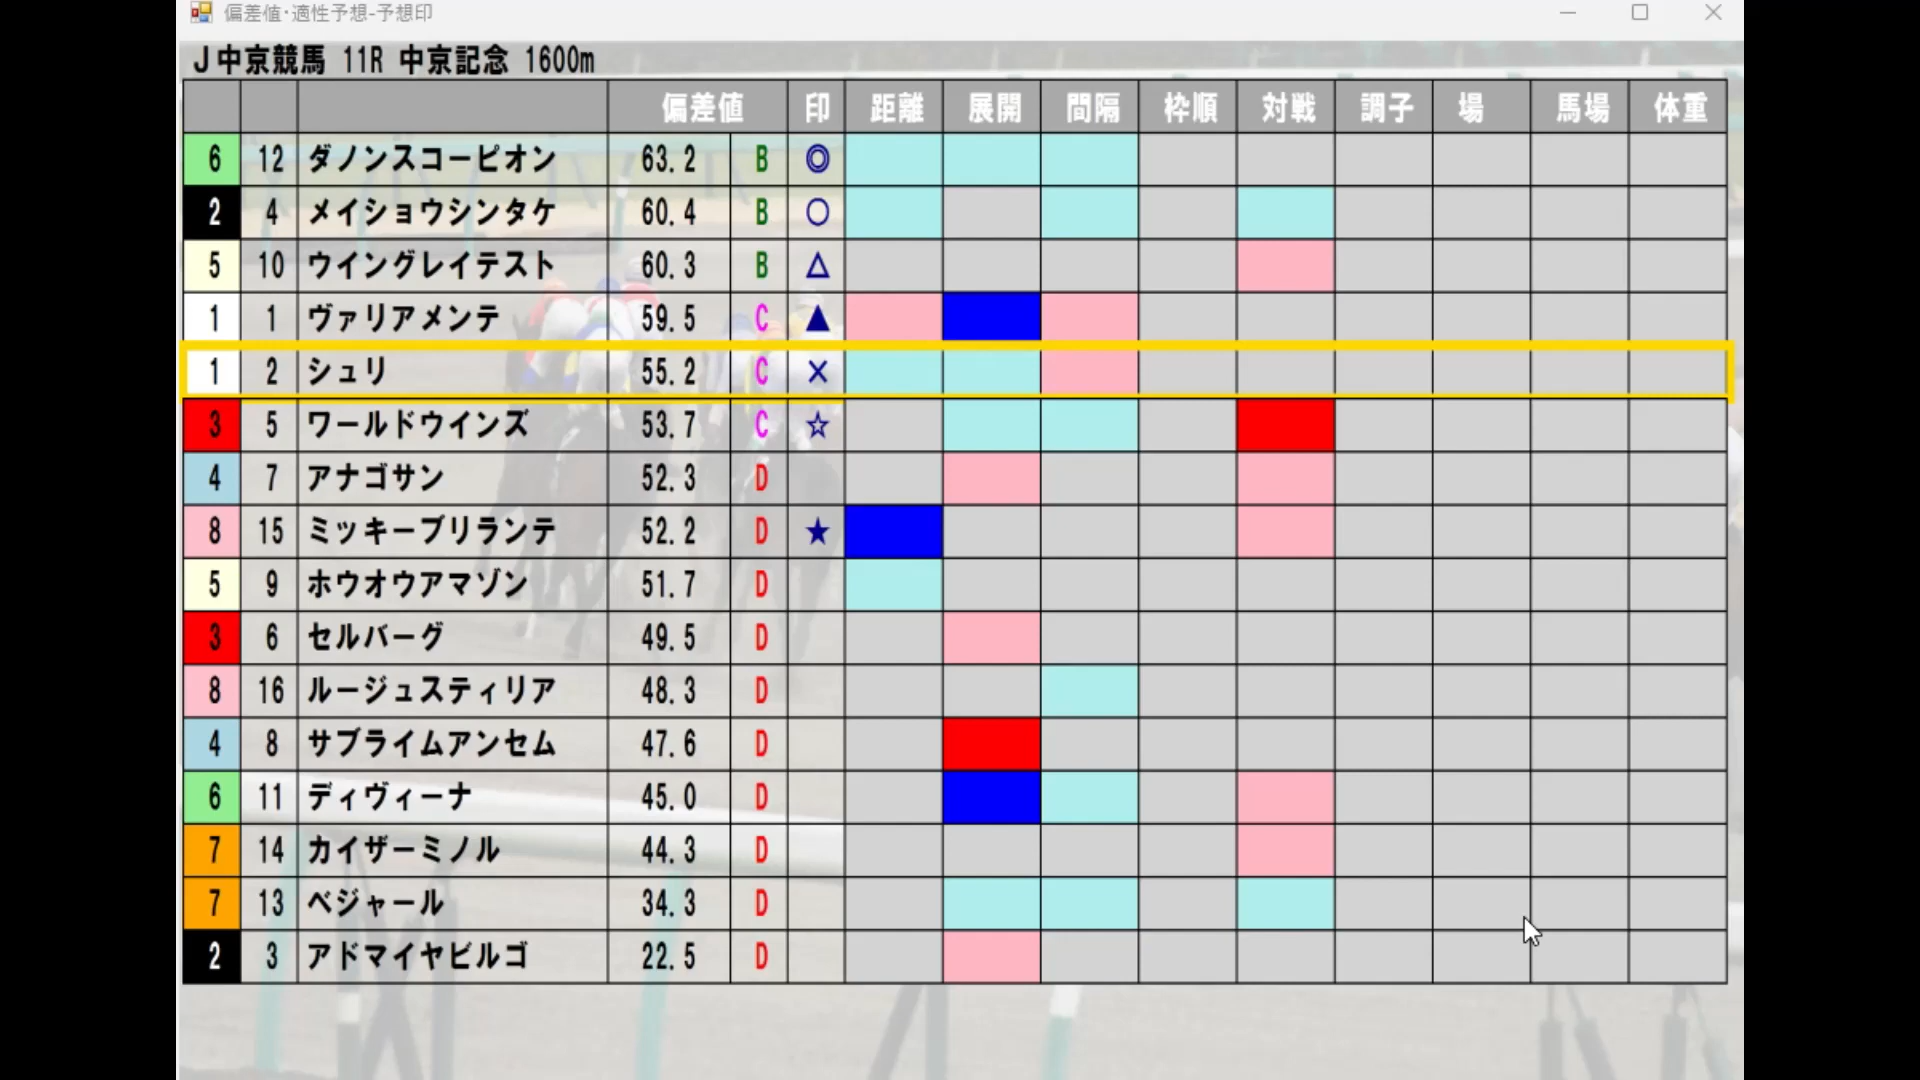 偏差値・適性予想-予想印
J中京競馬 11R 中京記念 1600m
偏差値 印 距離 展開 間隔 枠順 対戦 調子 場 馬場 体重
6 12 ダノンスコーピオン 63.2 B ◎
2 4 メイショウシンタケ 60.4 B ○
5 10 ウイングレイテスト 60.3 B △
1 1 ヴァリアメンテ 59.5 C ▲
1 2 シュリ 55.2 C ×
3 5 ワールドウインズ 53.7 C ☆
4 7 アナゴサン 52.3 D
8 15 ミッキーブリランテ 52.2 D ★
5 9 ホウオウアマゾン 51.7 D
3 6 セルバーグ 49.5 D
8 16 ルージュスティリア 48.3 D
4 8 サブライムアンセム 47.6 D
6 11 ディヴィーナ 45.0 D
7 14 カイザーミノル 44.3 D
7 13 ベジャール 34.3 D
2 3 アドマイヤビルゴ 22.5 D